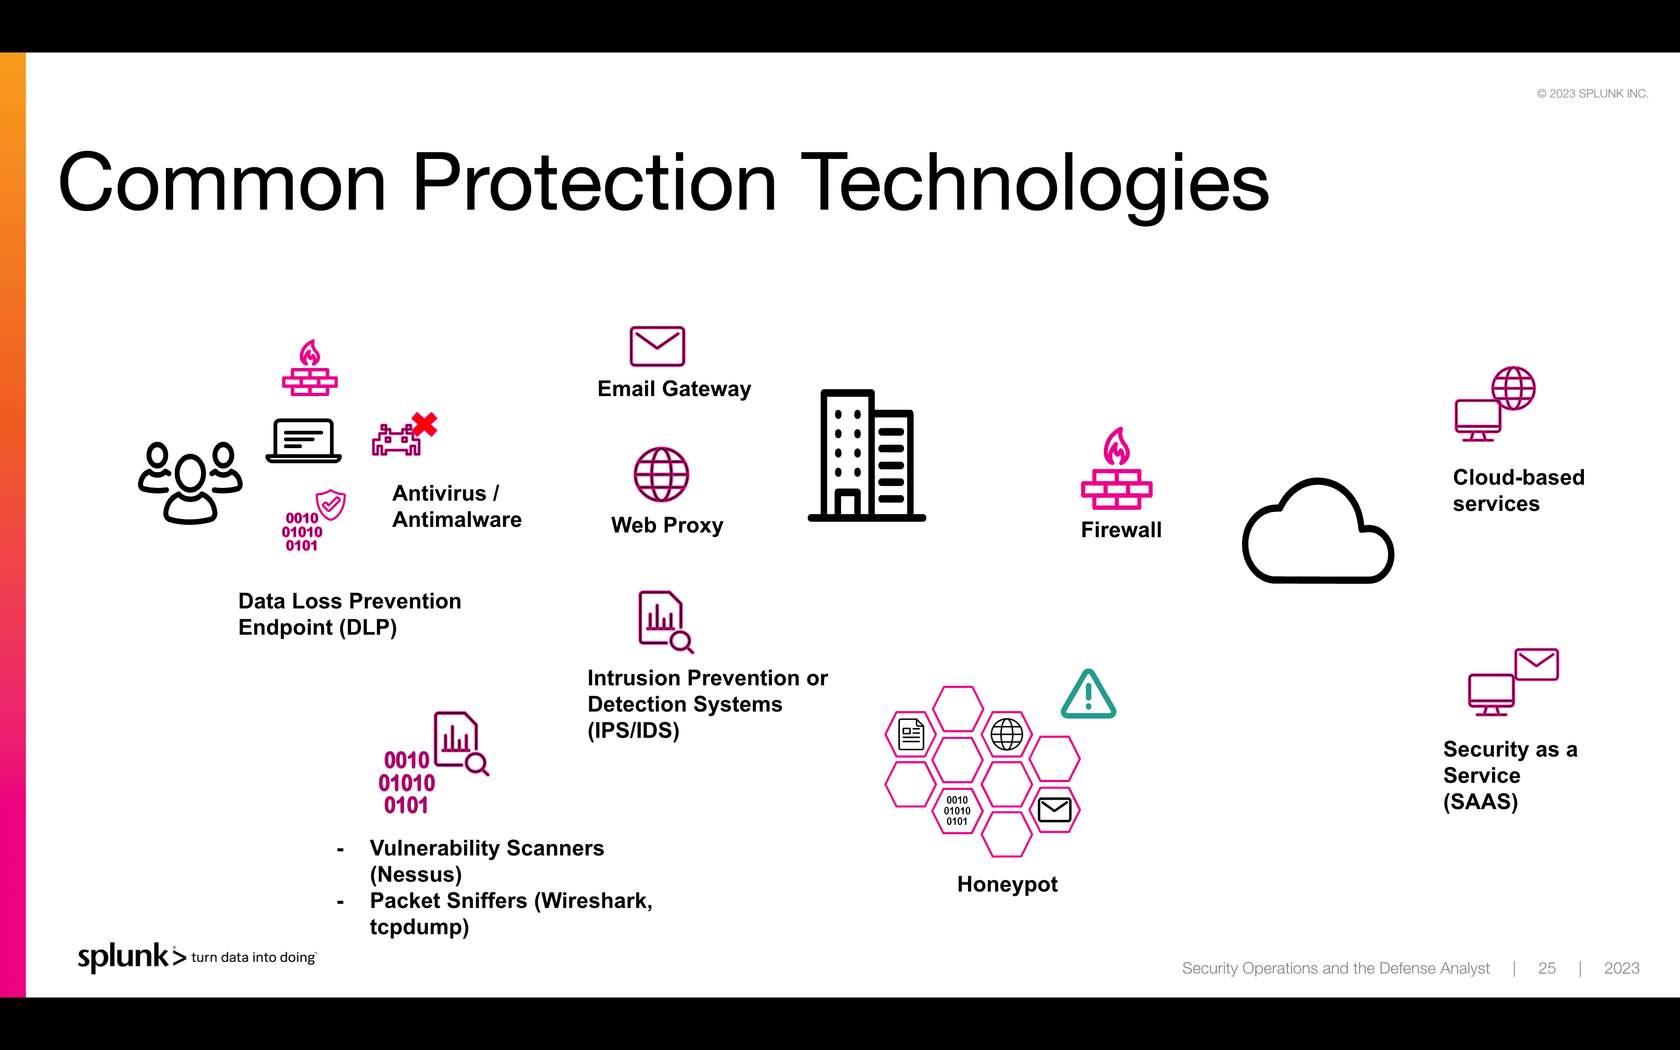 © 2023 SPLUNK INC.
Common Protection Technologies
Email Gateway
Antivirus /
Antimalware
Web Proxy
0010
01010
0101
Data Loss Prevention
Endpoint (DLP)
Intrusion Prevention or
Detection Systems
(IPS/IDS)
0010
01010
0101
- Vulnerability Scanners
(Nessus)
- Packet Sniffers (Wireshark,
tcpdump)
Firewall
0010
01010
0101
Honeypot
Cloud-based
services
Security as a
Service
(SAAS)
splunk> turn data into doing
Security Operations and the Defense Analyst | 25 | 2023